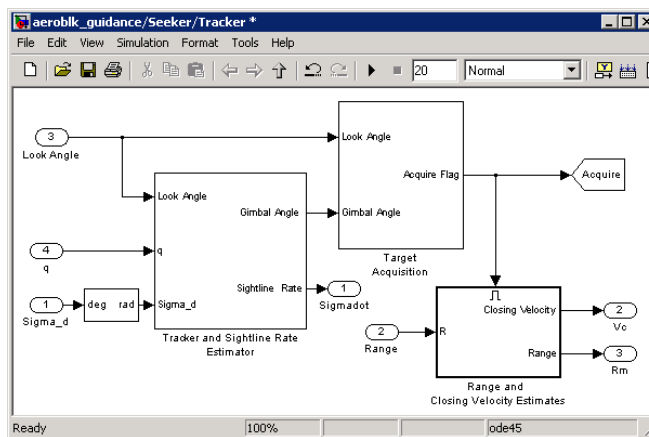 aeroblk_guidance/Seeker/Tracker *
File Edit View Simulation Format Tools Help
20 Normal
3
Look Angle
Look Angle
Acquire Flag
Acquire
Look Angle
Gimbal Angle
Gimbal Angle
4
q
q
Target
Acquisition
1
Sigma_d
deg rad
Sigma_d
Sightline Rate
1
Sigmadot
Tracker and Sightline Rate
Estimator
2
Range
R
Closing Velocity
2
Vc
Range
3
Rm
Range and
Closing Velocity Estimates
Ready 100% ode45